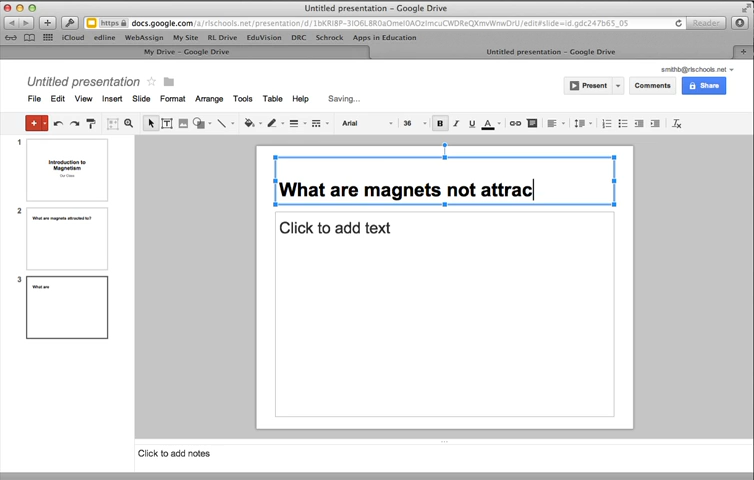 Untitled presentation – Google Drive
https docs.google.com/a/rlschools.net/presentation/d/1bKRI8P-3IO6L8R0aOmeI0AOzImcuCWDReQXmvWnwDrU/edit#slide=id.gdc247b65_05 Reader
iCloud edline WebAssign My Site RL Drive EduVision DRC Schrock Apps in Education
My Drive – Google Drive Untitled presentation – Google Drive
smithb@rlschools.net
Untitled presentation
Present Comments Share
File Edit View Insert Slide Format Arrange Tools Table Help Saving...
Arial 36 B I U A
1
Introduction to
Magnetism
Our Class
2
What are magnets attracted to?
3
What are
What are magnets not attrac
Click to add text
Click to add notes